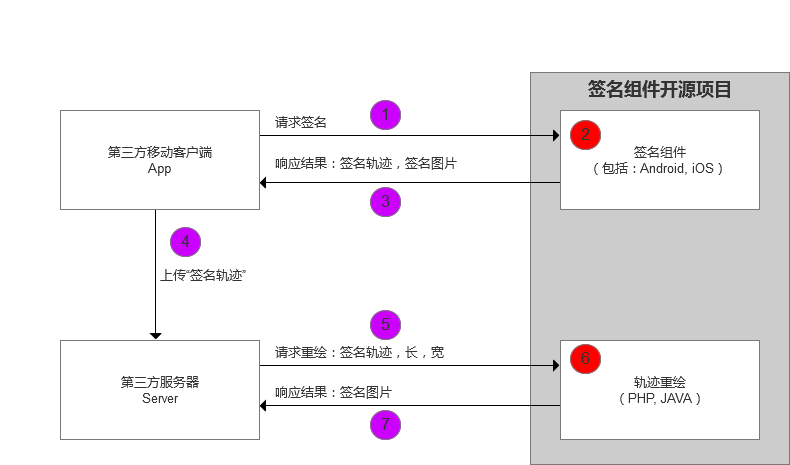 签名组件开源项目
请求签名
1
第三方移动客户端
App
2
签名组件
（包括：Android, iOS）
响应结果：签名轨迹，签名图片
3
4
上传“签名轨迹”
5
请求重绘：签名轨迹，长，宽
第三方服务器
Server
6
轨迹重绘
（PHP, JAVA）
响应结果：签名图片
7